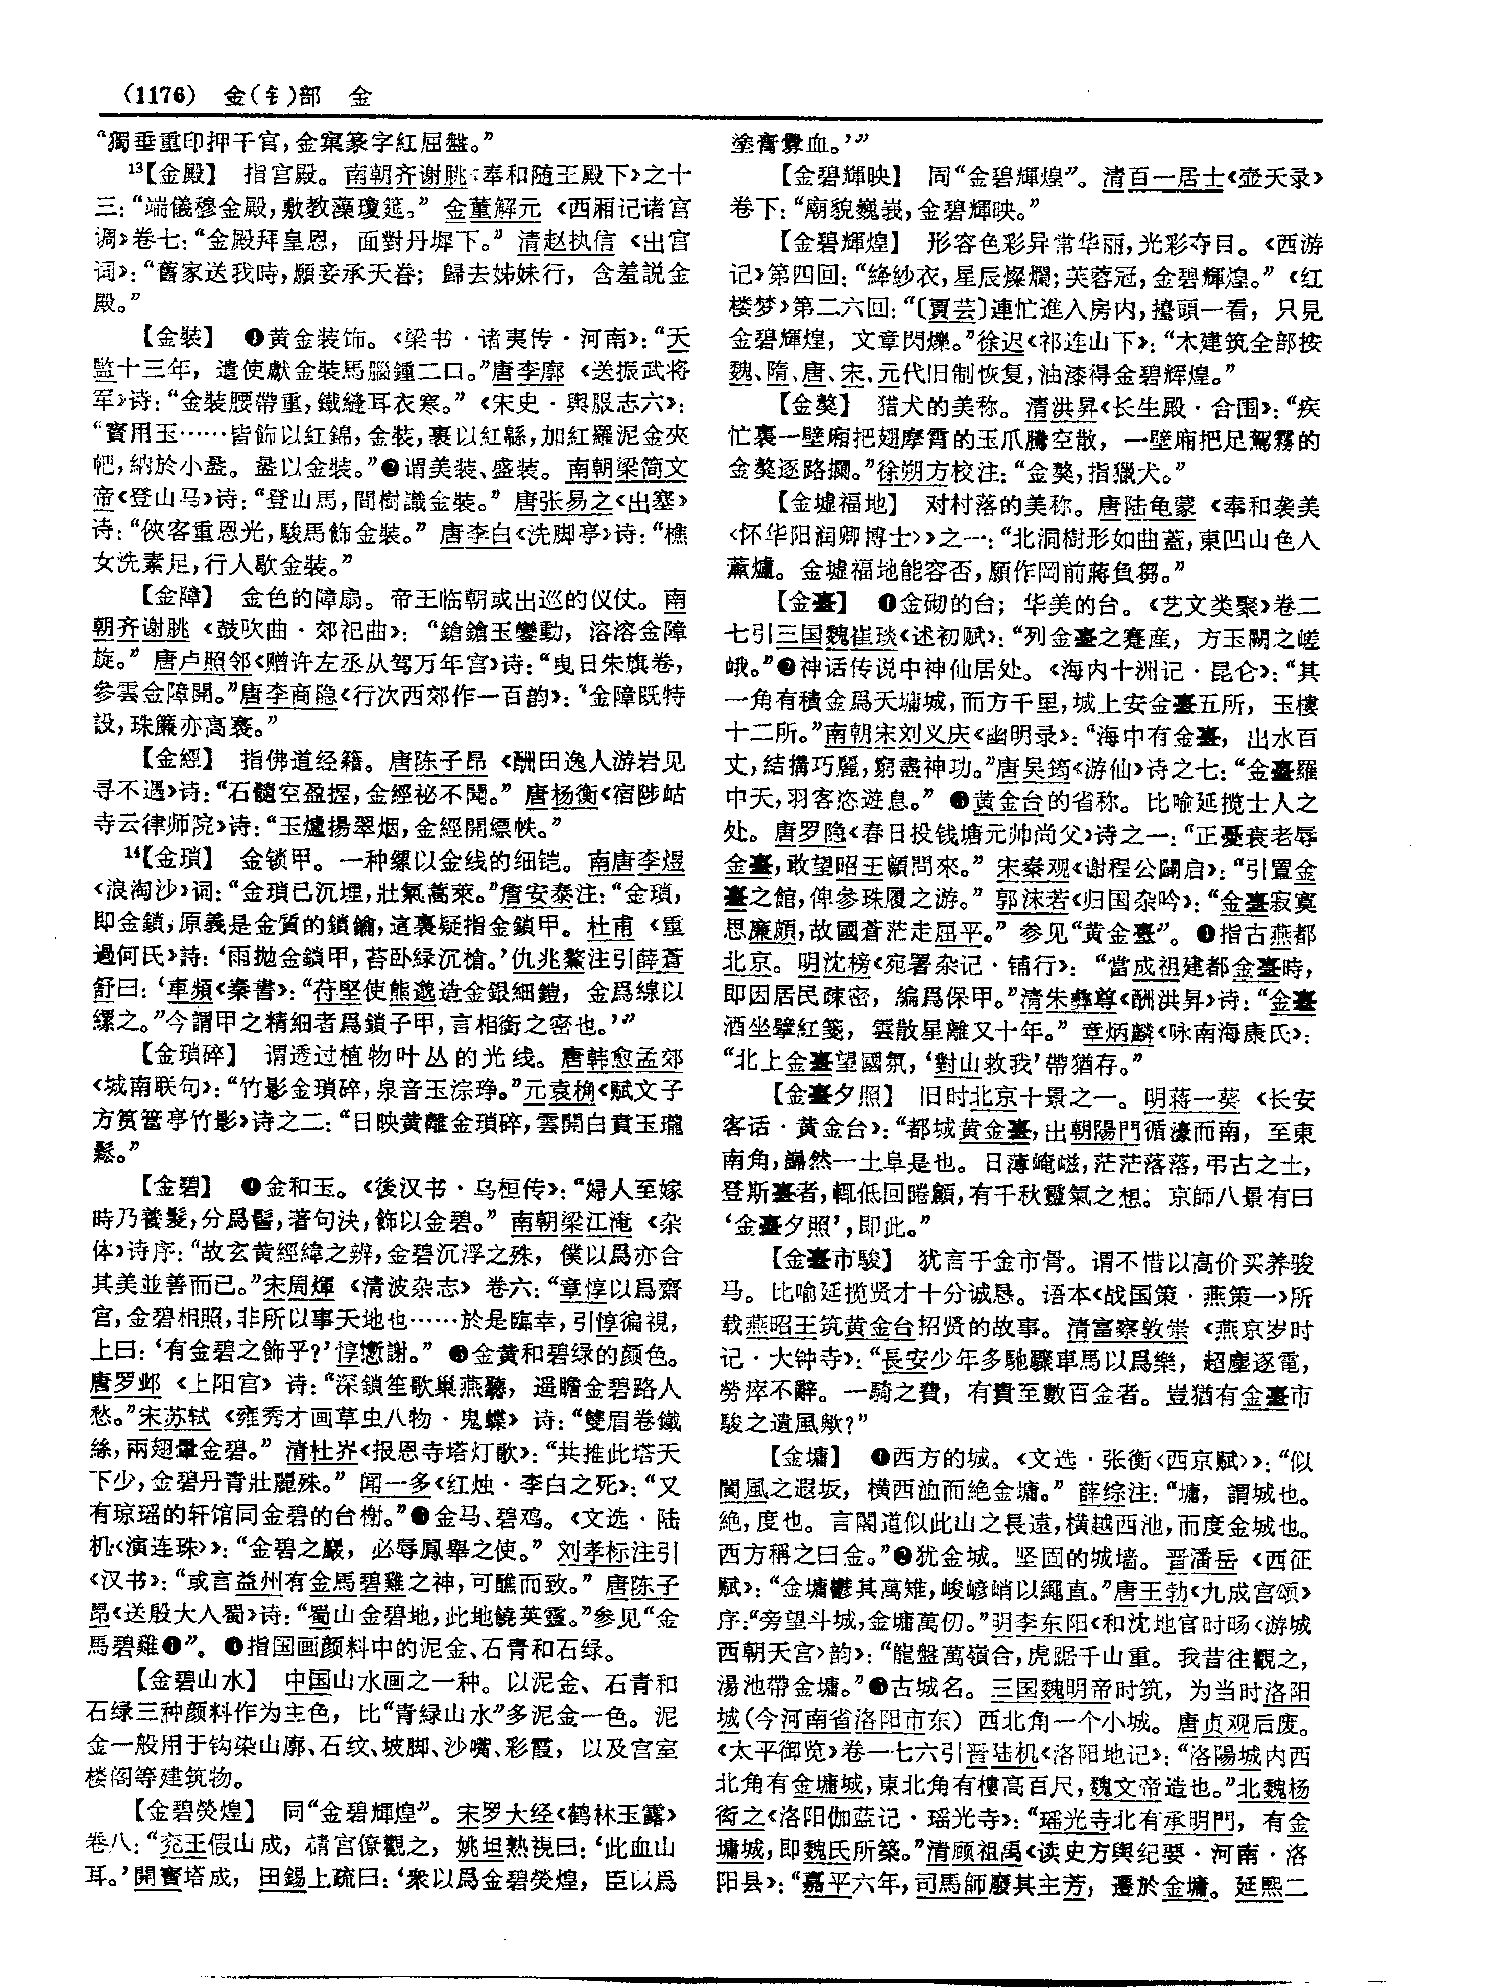 (1176) 金(钅)部 金
“獨垂重印押千官，金窠篆字紅屈盤。”
13【金殿】 指宫殿。南朝齐谢朓《奉和随王殿下》之十
三：“端儀穆金殿，敷教藻瓊筵。” 金董解元《西厢记诸宫
调》卷七：“金殿拜皇恩，面對丹墀下。” 清赵执信《出宫
词》：“舊家送我時，願妾承天眷；歸去姊妹行，含羞説金
殿。”
【金裝】 ❶黄金装饰。《梁书·诸夷传·河南》：“天
監十三年，遣使獻金裝馬腦鍾二口。”唐李廓《送振武将
军》诗：“金裝腰帶重，鐵縫耳衣寒。”《宋史·舆服志六》：
“寳用玉……皆飾以紅錦，金裝，裹以紅緜，加紅羅泥金夾
帊，納於小盝。盝以金裝。”❷谓美装、盛装。南朝梁简文
帝《登山马》诗：“登山馬，間樹識金裝。” 唐张易之《出塞》
诗：“俠客重恩光，駿馬飾金裝。” 唐李白《洗脚亭》诗：“樵
女洗素足，行人歇金裝。”
【金障】 金色的障扇。帝王临朝或出巡的仪仗。南
朝齐谢朓《鼓吹曲·郊祀曲》：“鎗鎗玉鑾動，溶溶金障
旋。” 唐卢照邻《赠许左丞从驾万年宫》诗：“曳日朱旗卷，
參雲金障開。”唐李商隐《行次西郊作一百韵》：“金障既特
設，珠簾亦高褰。”
【金經】 指佛道经籍。唐陈子昂《酬田逸人游岩见
寻不遇》诗：“石髓空盈握，金經祕不聞。” 唐杨衡《宿陟岵
寺云律师院》诗：“玉爐揚翠烟，金經開縹帙。”
14【金瑣】 金锁甲。一种缧以金线的细铠。南唐李煜
《浪淘沙》词：“金瑣已沉埋，壯氣蒿萊。”詹安泰注：“金瑣，
即金鎖，原義是金質的鎖鑰，這裏疑指金鎖甲。杜甫《重
過何氏》詩：‘雨拋金鎖甲，苔卧緑沉槍。’仇兆鰲注引薛蒼
舒曰：‘車頻《秦書》：“苻堅使熊邈造金銀細鎧，金爲線以
縲之。”今謂甲之精細者爲鎖子甲，言相銜之密也。’”
【金瑣碎】 谓透过植物叶丛的光线。唐韩愈孟郊
《城南联句》：“竹影金瑣碎，泉音玉淙琤。”元袁桷《赋文子
方筼筜亭竹影》诗之二：“日映黄離金瑣碎，雲開白賁玉瓏
鬆。”
【金碧】 ❶金和玉。《後汉书·乌桓传》：“婦人至嫁
時乃養髮，分爲髻，著句決，飾以金碧。” 南朝梁江淹《杂
体》诗序：“故玄黄經緯之辨，金碧沉浮之殊，僕以爲亦合
其美並善而已。”宋周煇《清波杂志》卷六：“章惇以爲齋
宫，金碧相照，非所以事天地也……於是臨幸，引惇徧視，
上曰：‘有金碧之飾乎？’惇慙謝。” ❷金黄和碧绿的颜色。
唐罗邺《上阳宫》诗：“深鎖笙歌巢燕聽，遥瞻金碧路人
愁。”宋苏轼《雍秀才画草虫八物·鬼蝶》诗：“雙眉卷鐵
絲，兩翅暈金碧。” 清杜岕《报恩寺塔灯歌》：“共推此塔天
下少，金碧丹青壯麗殊。” 闻一多《红烛·李白之死》：“又
有琼瑶的轩馆同金碧的台榭。”❸金马、碧鸡。《文选·陆
机〈演连珠〉》：“金碧之巖，必辱鳳舉之使。” 刘孝标注引
《汉书》：“或言益州有金馬碧雞之神，可醮而致。” 唐陈子
昂《送殷大入蜀》诗：“蜀山金碧地，此地饒英靈。”参见“金
馬碧雞❶”。❹指国画颜料中的泥金、石青和石绿。
【金碧山水】 中国山水画之一种。以泥金、石青和
石绿三种颜料作为主色，比“青绿山水”多泥金一色。泥
金一般用于钩染山廓、石纹、坡脚、沙嘴、彩霞，以及宫室
楼阁等建筑物。
【金碧熒煌】 同“金碧輝煌”。宋罗大经《鹤林玉露》
卷八：“兖王假山成，請宫僚觀之，姚坦熟視曰：‘此血山
耳。’開寶塔成，田錫上疏曰：‘衆以爲金碧熒煌，臣以爲
塗膏釁血。’”
【金碧輝映】 同“金碧輝煌”。清百一居士《壶天录》
卷下：“廟貌巍峩，金碧輝映。”
【金碧輝煌】 形容色彩异常华丽，光彩夺目。《西游
记》第四回：“絳紗衣，星辰燦爛；芙蓉冠，金碧輝煌。”《红
楼梦》第二六回：“〔賈芸〕連忙進入房内，擡頭一看，只見
金碧輝煌，文章閃爍。”徐迟《祁连山下》：“木建筑全部按
魏、隋、唐、宋、元代旧制恢复，油漆得金碧辉煌。”
【金獒】 猎犬的美称。清洪昇《长生殿·合围》：“疾
忙裏一壁廂把翅摩霄的玉爪騰空散，一壁廂把足駕霧的
金獒逐路攔。”徐朔方校注：“金獒，指獵犬。”
【金墟福地】 对村落的美称。唐陆龟蒙《奉和袭美
〈怀华阳润卿博士〉》之一：“北洞樹形如曲蓋，東凹山色入
薰爐。金墟福地能容否，願作岡前蔣負芻。”
【金臺】 ❶金砌的台；华美的台。《艺文类聚》卷二
七引三国魏崔琰《述初赋》：“列金臺之蹇產，方玉闕之嵯
峨。”❷神话传说中神仙居处。《海内十洲记·昆仑》：“其
一角有積金爲天墉城，而方千里，城上安金臺五所，玉樓
十二所。”南朝宋刘义庆《幽明录》：“海中有金臺，出水百
丈，結構巧麗，窮盡神功。”唐吴筠《游仙》诗之七：“金臺羅
中天，羽客恣遊息。” ❸黄金台的省称。比喻延揽士人之
处。唐罗隐《春日投钱塘元帅尚父》诗之一：“正憂衰老辱
金臺，敢望昭王顧問來。” 宋秦观《谢程公闢启》：“引置金
臺之館，俾參珠履之游。” 郭沫若《归国杂吟》：“金臺寂寞
思廉頗，故國蒼茫走屈平。” 参见“黄金臺”。❹指古燕都
北京。明沈榜《宛署杂记·铺行》：“當成祖建都金臺時，
即因居民疎密，編爲保甲。”清朱彝尊《酬洪昇》诗：“金臺
酒坐擘紅箋，雲散星離又十年。” 章炳麟《咏南海康氏》：
“北上金臺望國氛，‘對山救我’帶猶存。”
【金臺夕照】 旧时北京十景之一。明蒋一葵《长安
客话·黄金台》：“都城黄金臺，出朝陽門循濠而南，至東
南角，巋然一土阜是也。日薄崦嵫，茫茫落落，弔古之士，
登斯臺者，輒低回睠顧，有千秋靈氣之想。京師八景有曰
‘金臺夕照’，即此。”
【金臺市駿】 犹言千金市骨。谓不惜以高价买养骏
马。比喻延揽贤才十分诚恳。语本《战国策·燕策一》所
载燕昭王筑黄金台招贤的故事。清富察敦崇《燕京岁时
记·大钟寺》：“長安少年多馳驟車馬以爲樂，超塵逐電，
勞瘁不辭。一騎之費，有貴至數百金者。豈猶有金臺市
駿之遺風歟？”
【金墉】 ❶西方的城。《文选·张衡〈西京赋〉》：“似
閬風之遐坂，橫西洫而絶金墉。” 薛综注：“墉，謂城也。
絶，度也。言閣道似此山之長遠，橫越西池，而度金城也。
西方稱之曰金。”❷犹金城。坚固的城墙。晋潘岳《西征
赋》：“金墉鬱其萬雉，峻嵃峭以繩直。”唐王勃《九成宫颂》
序：“旁望斗城，金墉萬仞。”明李东阳《和沈地官时旸〈游城
西朝天宫〉韵》：“龍盤萬嶺合，虎踞千山重。我昔往觀之，
湯池帶金墉。”❸古城名。三国魏明帝时筑，为当时洛阳
城（今河南省洛阳市东）西北角一个小城。唐贞观后废。
《太平御览》卷一七六引晋陆机《洛阳地记》：“洛陽城内西
北角有金墉城，東北角有樓高百尺，魏文帝造也。”北魏杨
衒之《洛阳伽蓝记·瑶光寺》：“瑶光寺北有承明門，有金
墉城，即魏氏所築。”清顾祖禹《读史方舆纪要·河南·洛
阳县》：“嘉平六年，司馬師廢其主芳，遷於金墉。延熙二